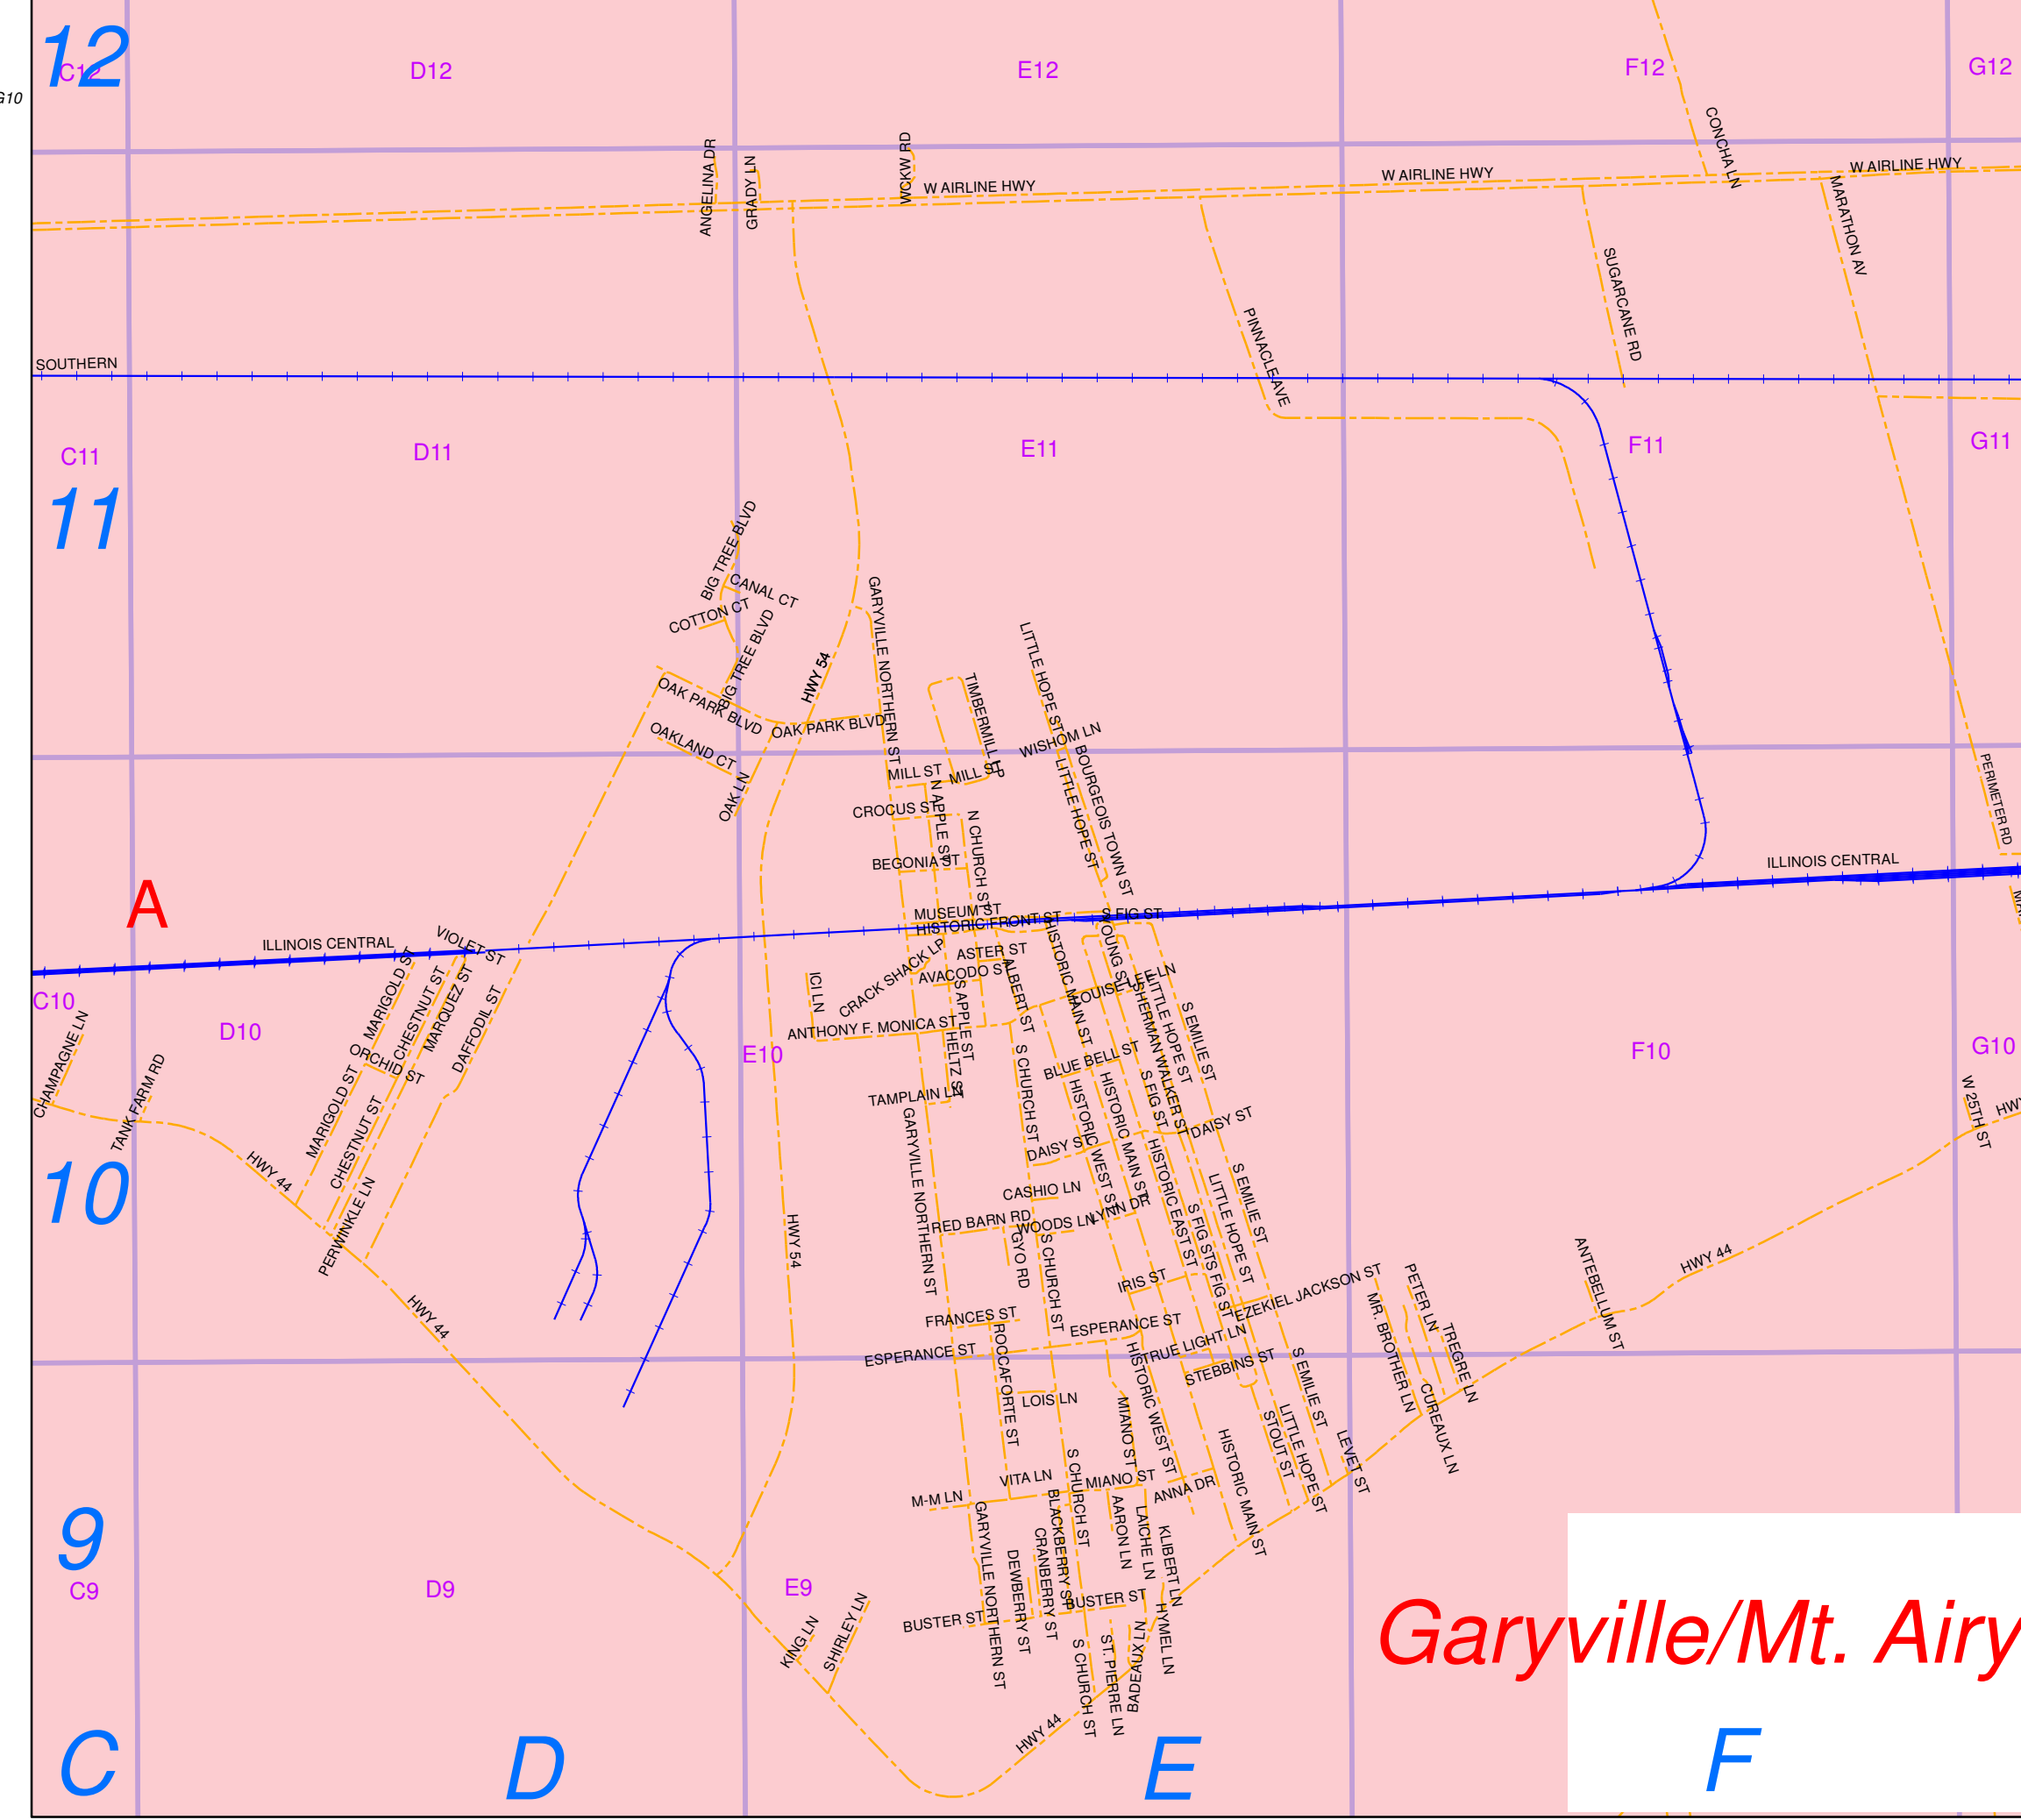 12
C12
D12
E12
F12
G12
G10
ANGELINA DR
GRADY LN
WCKW RD
W AIRLINE HWY
W AIRLINE HWY
CONCHA LN
W AIRLINE HWY
MARATHON AV
SUGARCANE RD
PINNACLE AVE
SOUTHERN
C11
D11
E11
F11
G11
11
BIG TREE BLVD
CANAL CT
COTTON CT
BIG TREE BLVD
HWY 54
GARYVILLE NORTHERN ST
LITTLE HOPE ST
TIMBERMILL LP
OAK PARK BLVD
OAK PARK BLVD
OAKLAND CT
OAK LN
WISHOM LN
BOURGEOIS TOWN ST
LITTLE HOPE ST
MILL ST
MILL ST
N APPLE ST
CROCUS ST
N CHURCH ST
BEGONIA ST
PERIMETER RD
ILLINOIS CENTRAL
A
MUSEUM ST
HISTORIC FRONT ST
S FIG ST
ILLINOIS CENTRAL
VIOLET ST
MARIGOLD ST
CHESTNUT ST
MARQUEZ ST
DAFFODIL ST
ICI LN
CRACK SHACK LP
ASTER ST
AVACODO ST
ALBERT ST
S APPLE ST
HISTORIC MAIN ST
YOUNG ST
LOUISE LN
LEE LN
SHERMAN WALKER ST
LITTLE HOPE ST
S EMILIE ST
C10
D10
E10
F10
G10
CHAMPAGNE LN
TANK FARM RD
ORCHID ST
MARIGOLD ST
CHESTNUT ST
PERWINKLE LN
ANTHONY F. MONICA ST
HELTZ ST
S CHURCH ST
BLUE BELL ST
TAMPLAIN LN
S FIG ST
W 25TH ST
HWY
10
HWY 44
HWY 44
HWY 54
GARYVILLE NORTHERN ST
DAISY ST
DAISY ST
HISTORIC WEST ST
HISTORIC MAIN ST
HISTORIC EAST ST
CASHIO LN
RED BARN RD
WOODS LN
LYNN DR
GYO RD
S CHURCH ST
S FIG ST
S FIG ST
LITTLE HOPE ST
S EMILIE ST
IRIS ST
EZEKIEL JACKSON ST
MR. BROTHER LN
PETER LN
TREGRE LN
CUREAUX LN
ANTEBELLUM ST
HWY 44
FRANCES ST
ESPERANCE ST
ESPERANCE ST
TRUE LIGHT LN
STEBBINS ST
ROCCAFORTE ST
LOIS LN
MIANO ST
HISTORIC WEST ST
S EMILIE ST
STOUT ST
LITTLE HOPE ST
LEVET ST
HISTORIC MAIN ST
VITA LN
MIANO ST
ANNA DR
M-M LN
S CHURCH ST
9
C9
D9
E9
GARYVILLE NORTHERN ST
BLACKBERRY ST
CRANBERRY ST
DEWBERRY ST
AARON LN
LAICHE LN
KLIBERT LN
BUSTER ST
BUSTER ST
HYMEL LN
KING LN
SHIRLEY LN
S CHURCH ST
ST. PIERRE LN
BADEAUX LN
HWY 44
Garyville/Mt. Airy
C
D
E
F